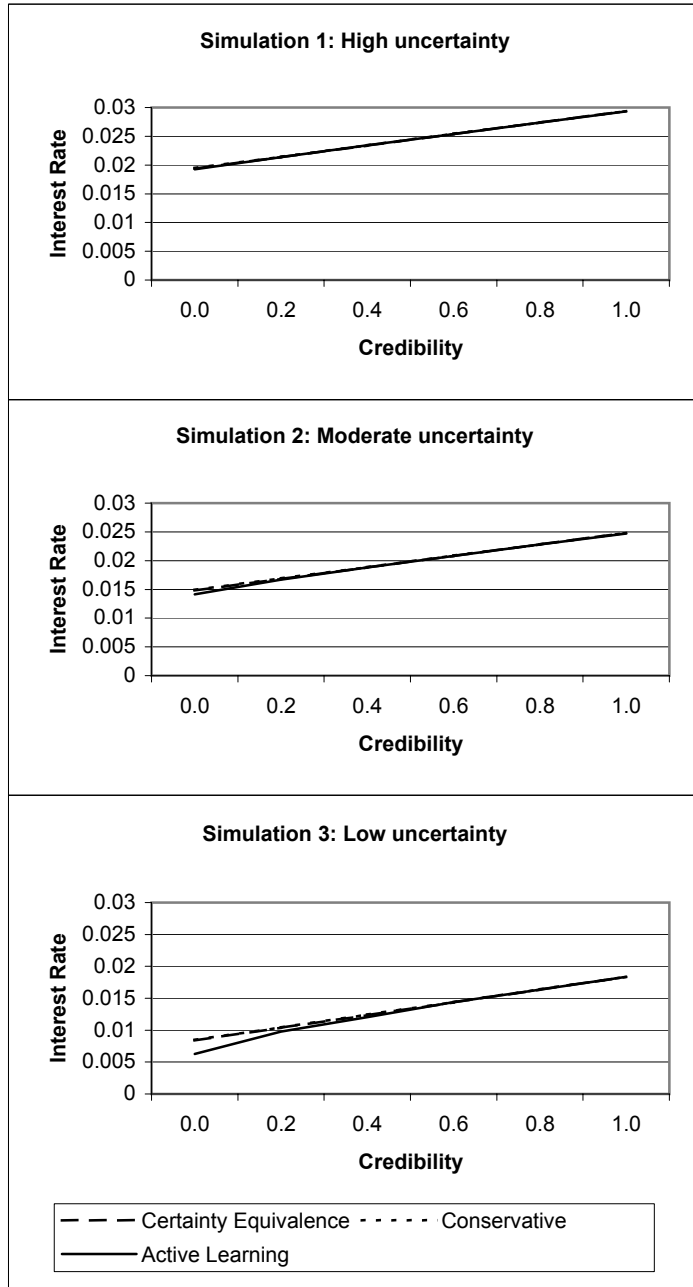 Simulation 1: High uncertainty
0.03
0.025
0.02
0.015
0.01
0.005
0
Interest Rate
0.0 0.2 0.4 0.6 0.8 1.0
Credibility
Simulation 2: Moderate uncertainty
0.03
0.025
0.02
0.015
0.01
0.005
0
Interest Rate
0.0 0.2 0.4 0.6 0.8 1.0
Credibility
Simulation 3: Low uncertainty
0.03
0.025
0.02
0.015
0.01
0.005
0
Interest Rate
0.0 0.2 0.4 0.6 0.8 1.0
Credibility
Certainty Equivalence Conservative
Active Learning